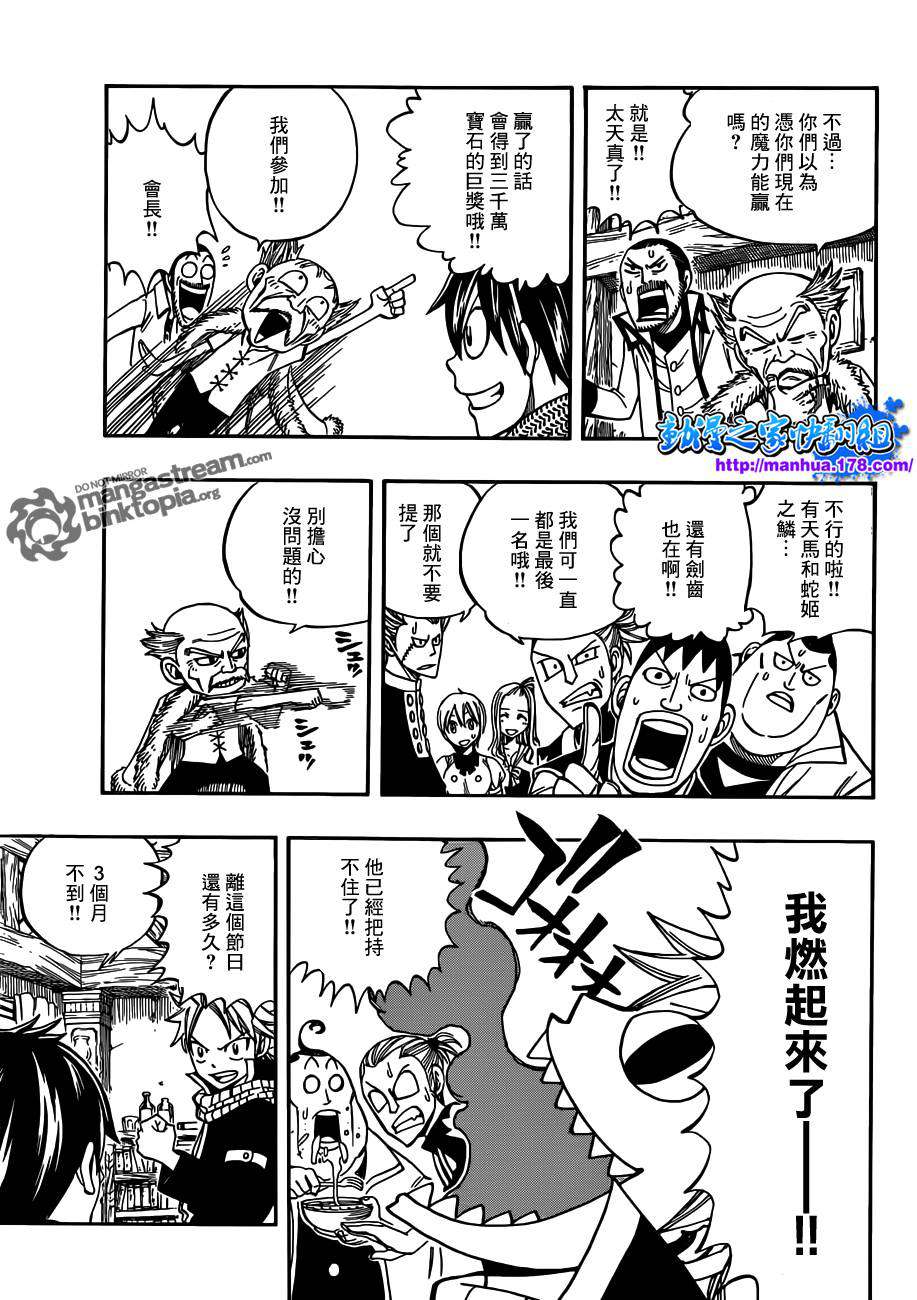 不過…
你們以為
憑你們現在
的魔力能贏
嗎?
就是!!
太天真了!!
贏了的話
會得到三千萬
寶石的巨獎哦!!
我們參加!!
會長!!
動漫之家快翻組
http://manhua.178.com/
DO NOT MIRROR
mangastream.com
binktopia.org
不行的啦!!
有天馬和蛇姬
之鱗…
還有劍齒
也在啊!!
我們可一直
都是最後
一名哦!!
那個就不要
提了
別擔心
沒問題的!!
シュッ
シュッ
我燃起來了——!!
ゴオオオ!!
他已經把持
不住了!!
離這個節日
還有多久?
3個月
不到!!